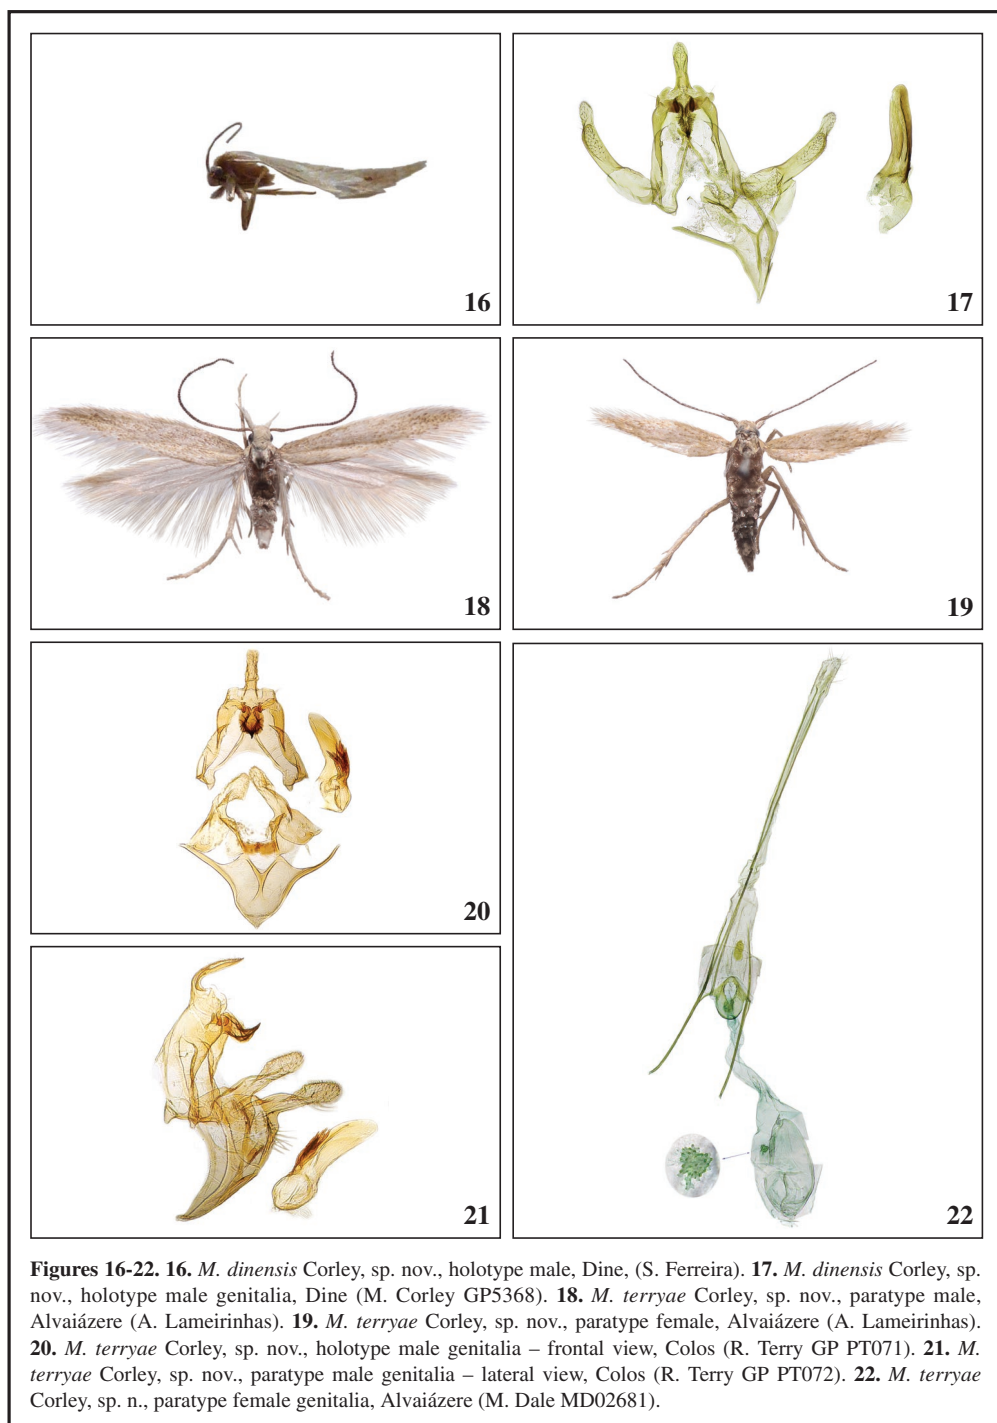 16
17
18
19
20
21
22
Figures 16-22. 16. M. dinensis Corley, sp. nov., holotype male, Dine, (S. Ferreira). 17. M. dinensis Corley, sp.
nov., holotype male genitalia, Dine (M. Corley GP5368). 18. M. terryae Corley, sp. nov., paratype male,
Alvaiázere (A. Lameirinhas). 19. M. terryae Corley, sp. nov., paratype female, Alvaiázere (A. Lameirinhas).
20. M. terryae Corley, sp. nov., holotype male genitalia – frontal view, Colos (R. Terry GP PT071). 21. M.
terryae Corley, sp. nov., paratype male genitalia – lateral view, Colos (R. Terry GP PT072). 22. M. terryae
Corley, sp. n., paratype female genitalia, Alvaiázere (M. Dale MD02681).